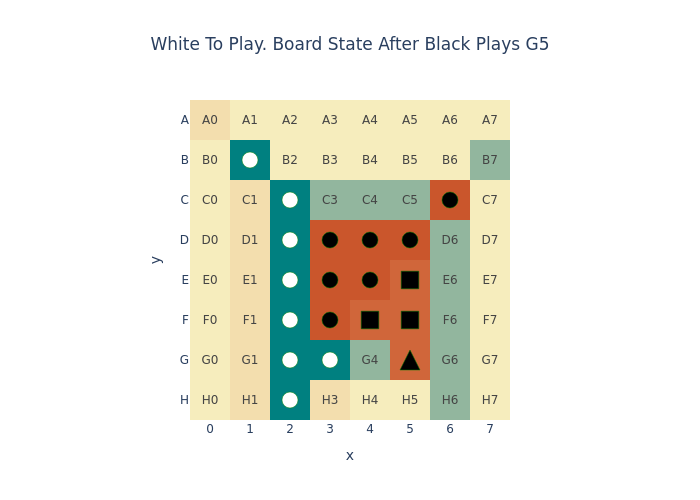 White To Play. Board State After Black Plays G5
A A0 A1 A2 A3 A4 A5 A6 A7
B B0 B2 B3 B4 B5 B6 B7
C C0 C1 C3 C4 C5 C7
D D0 D1 D6 D7
E E0 E1 E6 E7
F F0 F1 F6 F7
G G0 G1 G4 G6 G7
H H0 H1 H3 H4 H5 H6 H7
0 1 2 3 4 5 6 7
x
y